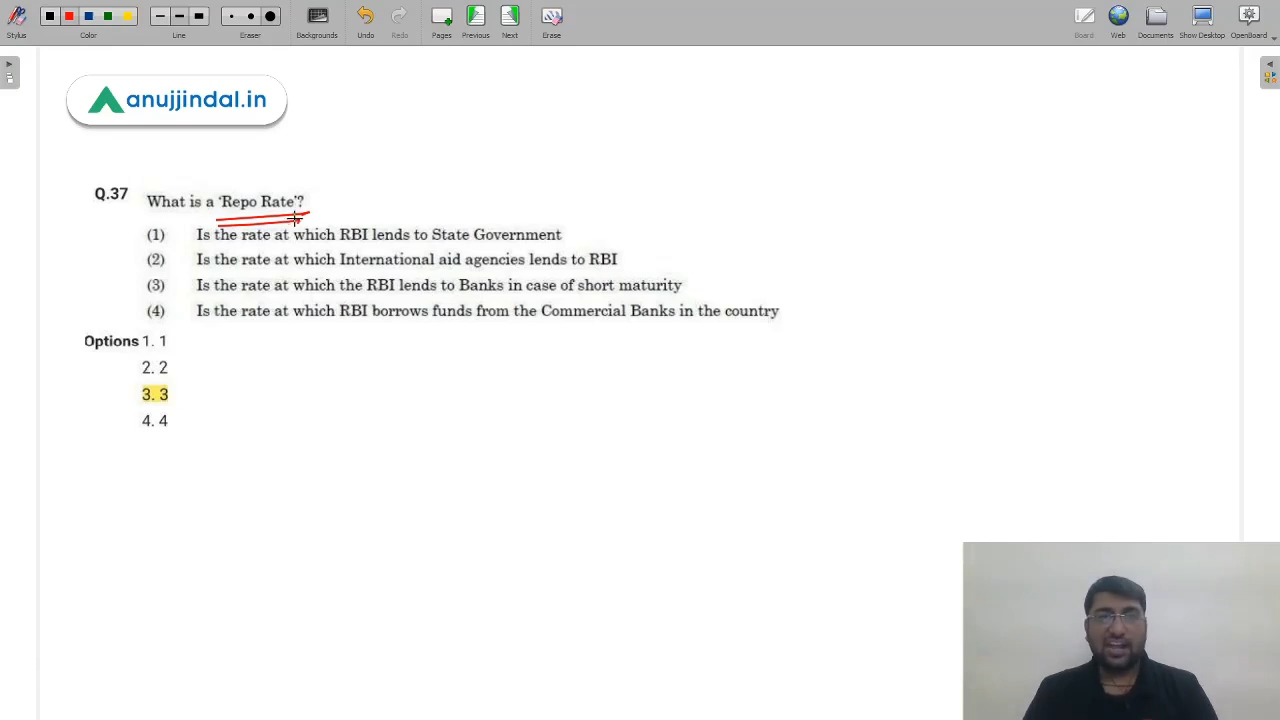 Stylus
Color
Line
Eraser
Backgrounds
Undo
Redo
Pages
Previous
Next
Erase
Board
Web
Documents
Show Desktop
OpenBoard
anujjindal.in
Q.37 What is a ‘Repo Rate’?
(1) Is the rate at which RBI lends to State Government
(2) Is the rate at which International aid agencies lends to RBI
(3) Is the rate at which the RBI lends to Banks in case of short maturity
(4) Is the rate at which RBI borrows funds from the Commercial Banks in the country
Options 1. 1
2. 2
3. 3
4. 4